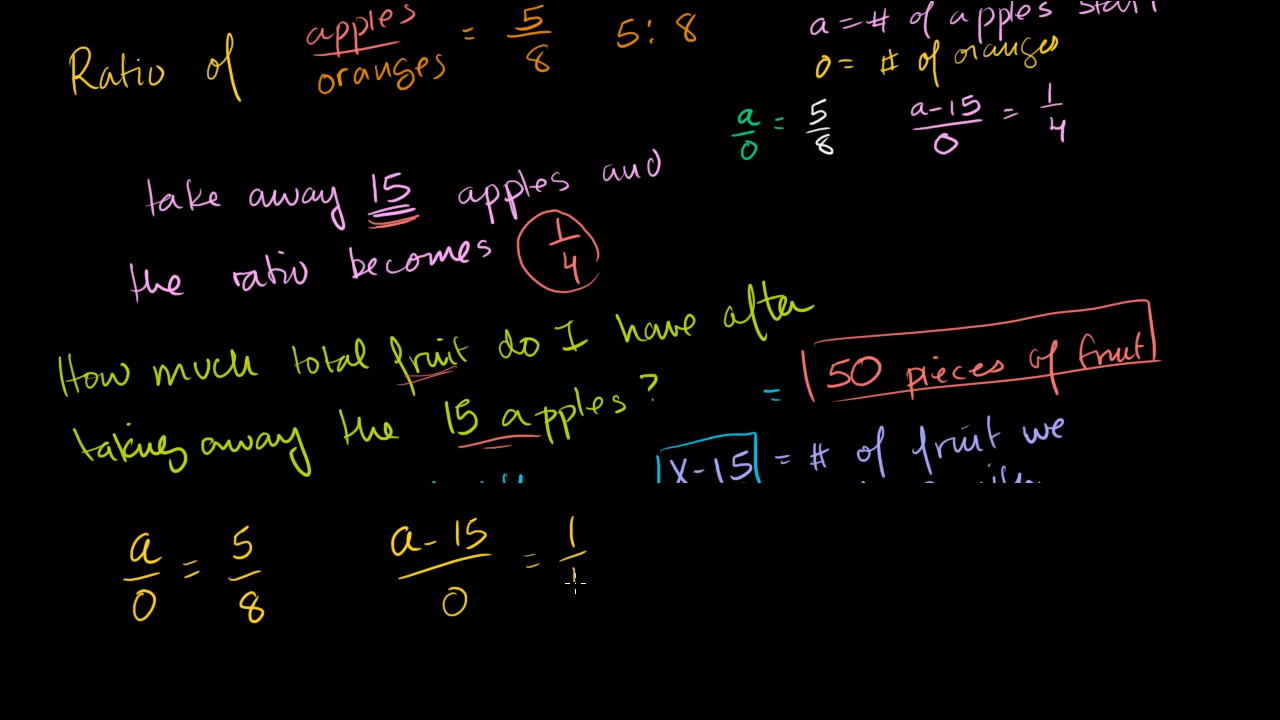 Ratio of apples/oranges = 5/8 5:8
a = # of apples start
o = # of oranges
a/o = 5/8 a-15/o = 1/4
take away 15 apples and
the ratio becomes 1/4
How much total fruit do I have after
taking away the 15 apples?
= 50 pieces of fruit
x-15 = # of fruit we
a/o = 5/8 a-15/o = 1/